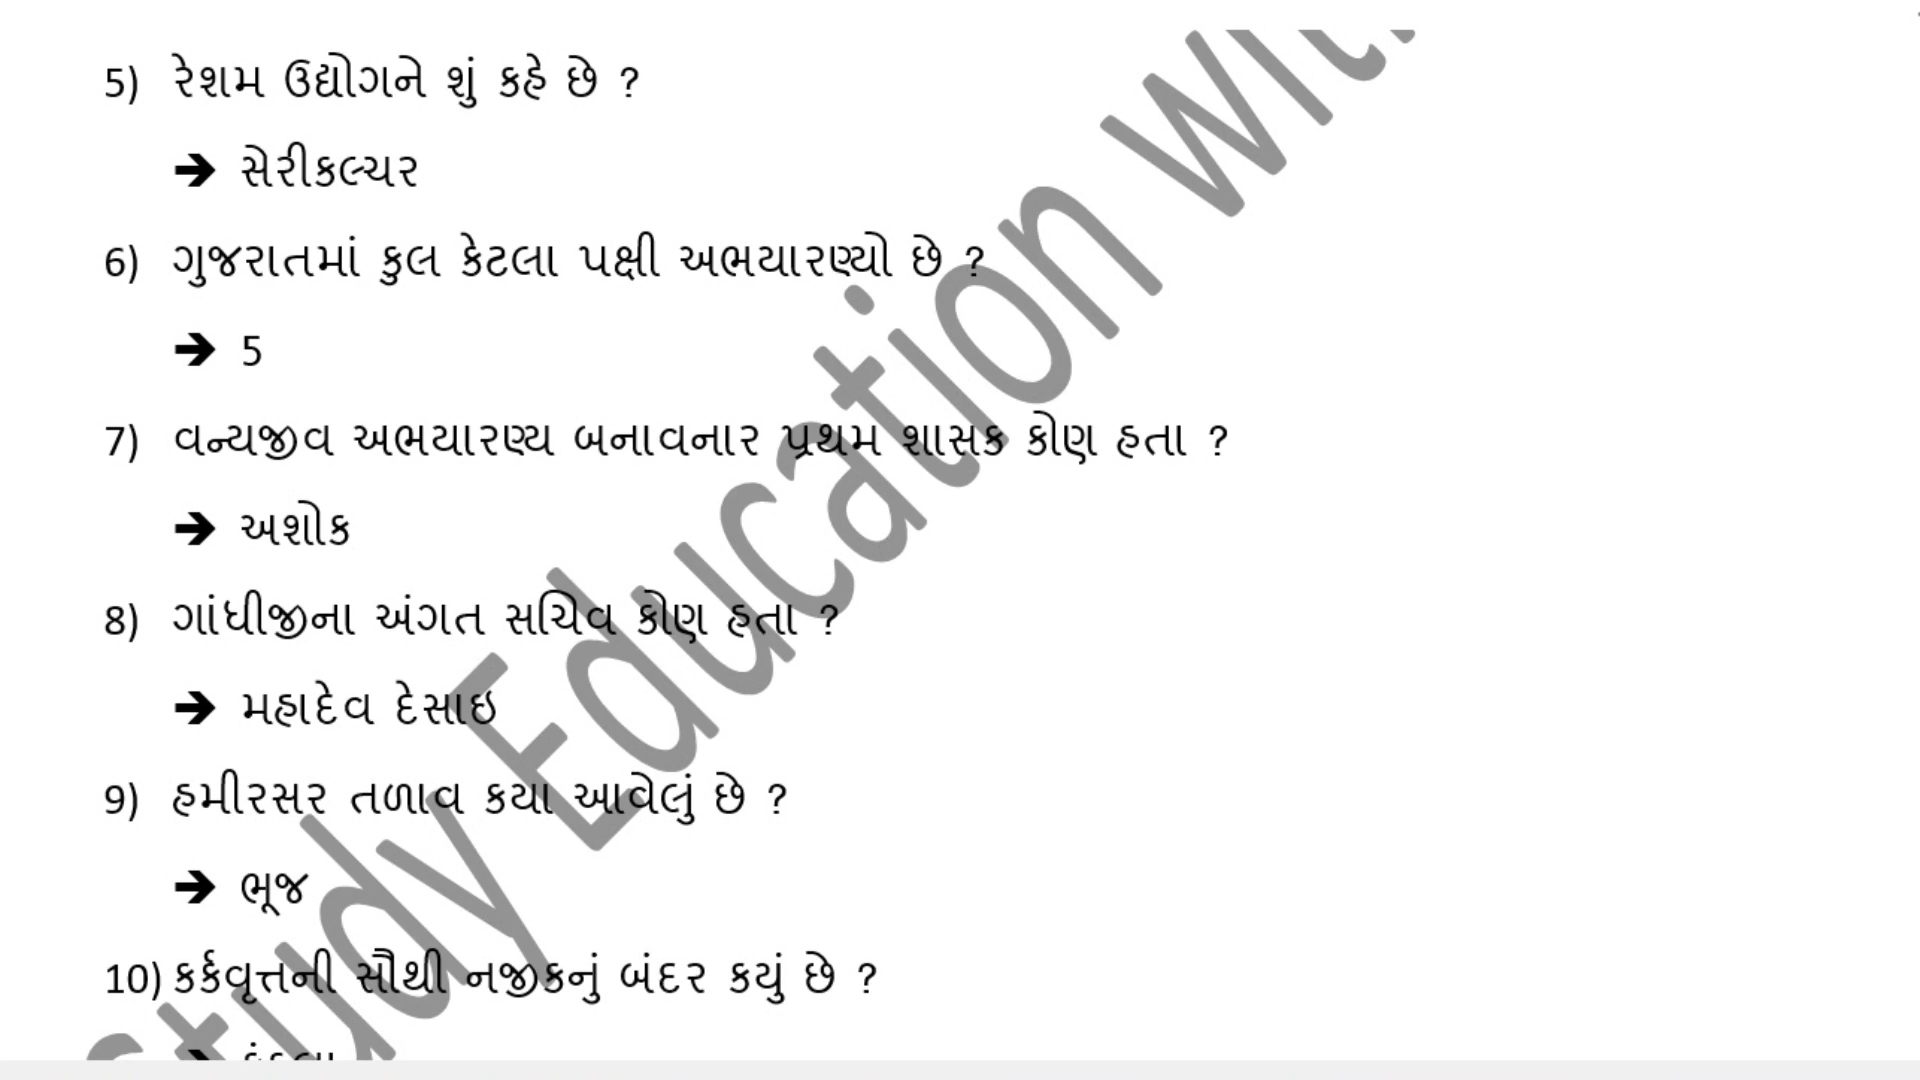 5) રેશમ ઉદ્યોગને શું કહે છે ?
➔ સેરીકલ્ચર
6) ગુજરાતમાં કુલ કેટલા પક્ષી અભયારણ્યો છે ?
➔ 5
7) વન્યજીવ અભયારણ્ય બનાવનાર પ્રથમ શાસક કોણ હતા ?
➔ અશોક
8) ગાંધીજીના અંગત સચિવ કોણ હતા ?
➔ મહાદેવ દેસાઇ
9) હમીરસર તળાવ કયા આવેલું છે ?
➔ ભૂજ
10) કર્કવૃત્તની સૌથી નજીકનું બંદર કયું છે ?
Study Education